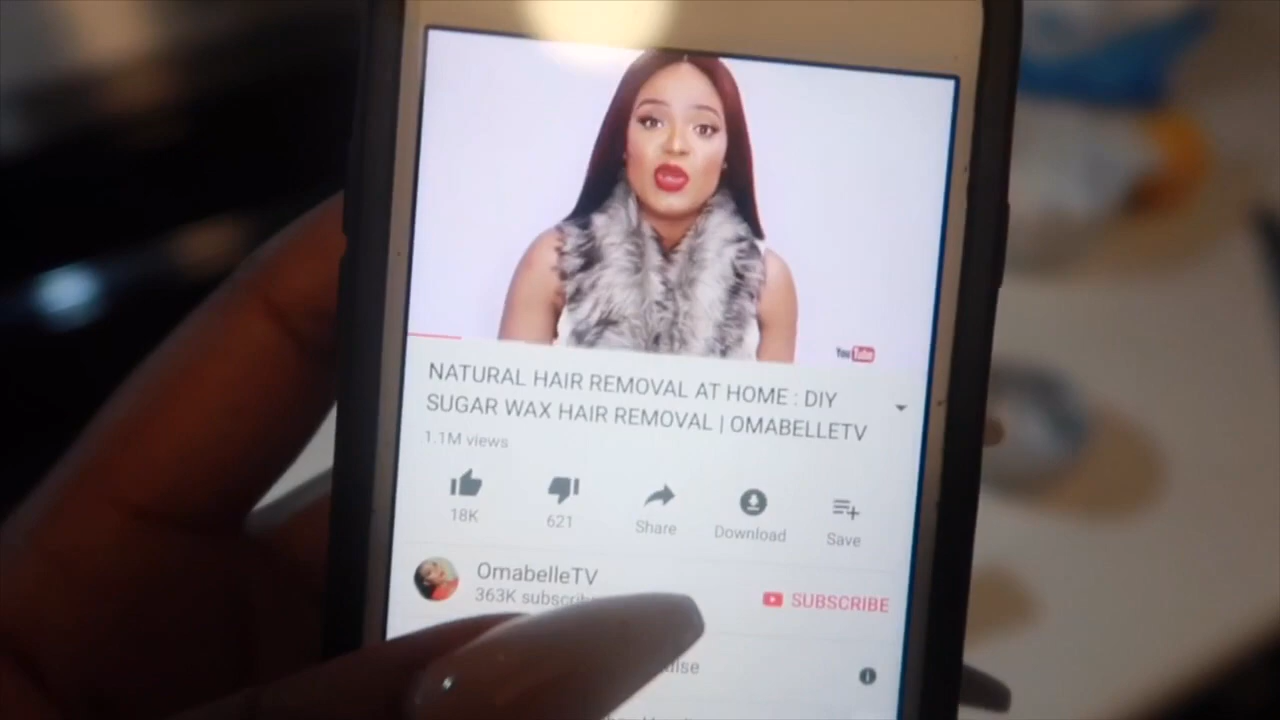 YouTube
NATURAL HAIR REMOVAL AT HOME : DIY
SUGAR WAX HAIR REMOVAL | OMABELLETV
1.1M views
18K
621
Share
Download
Save
OmabelleTV
363K
SUBSCRIBE